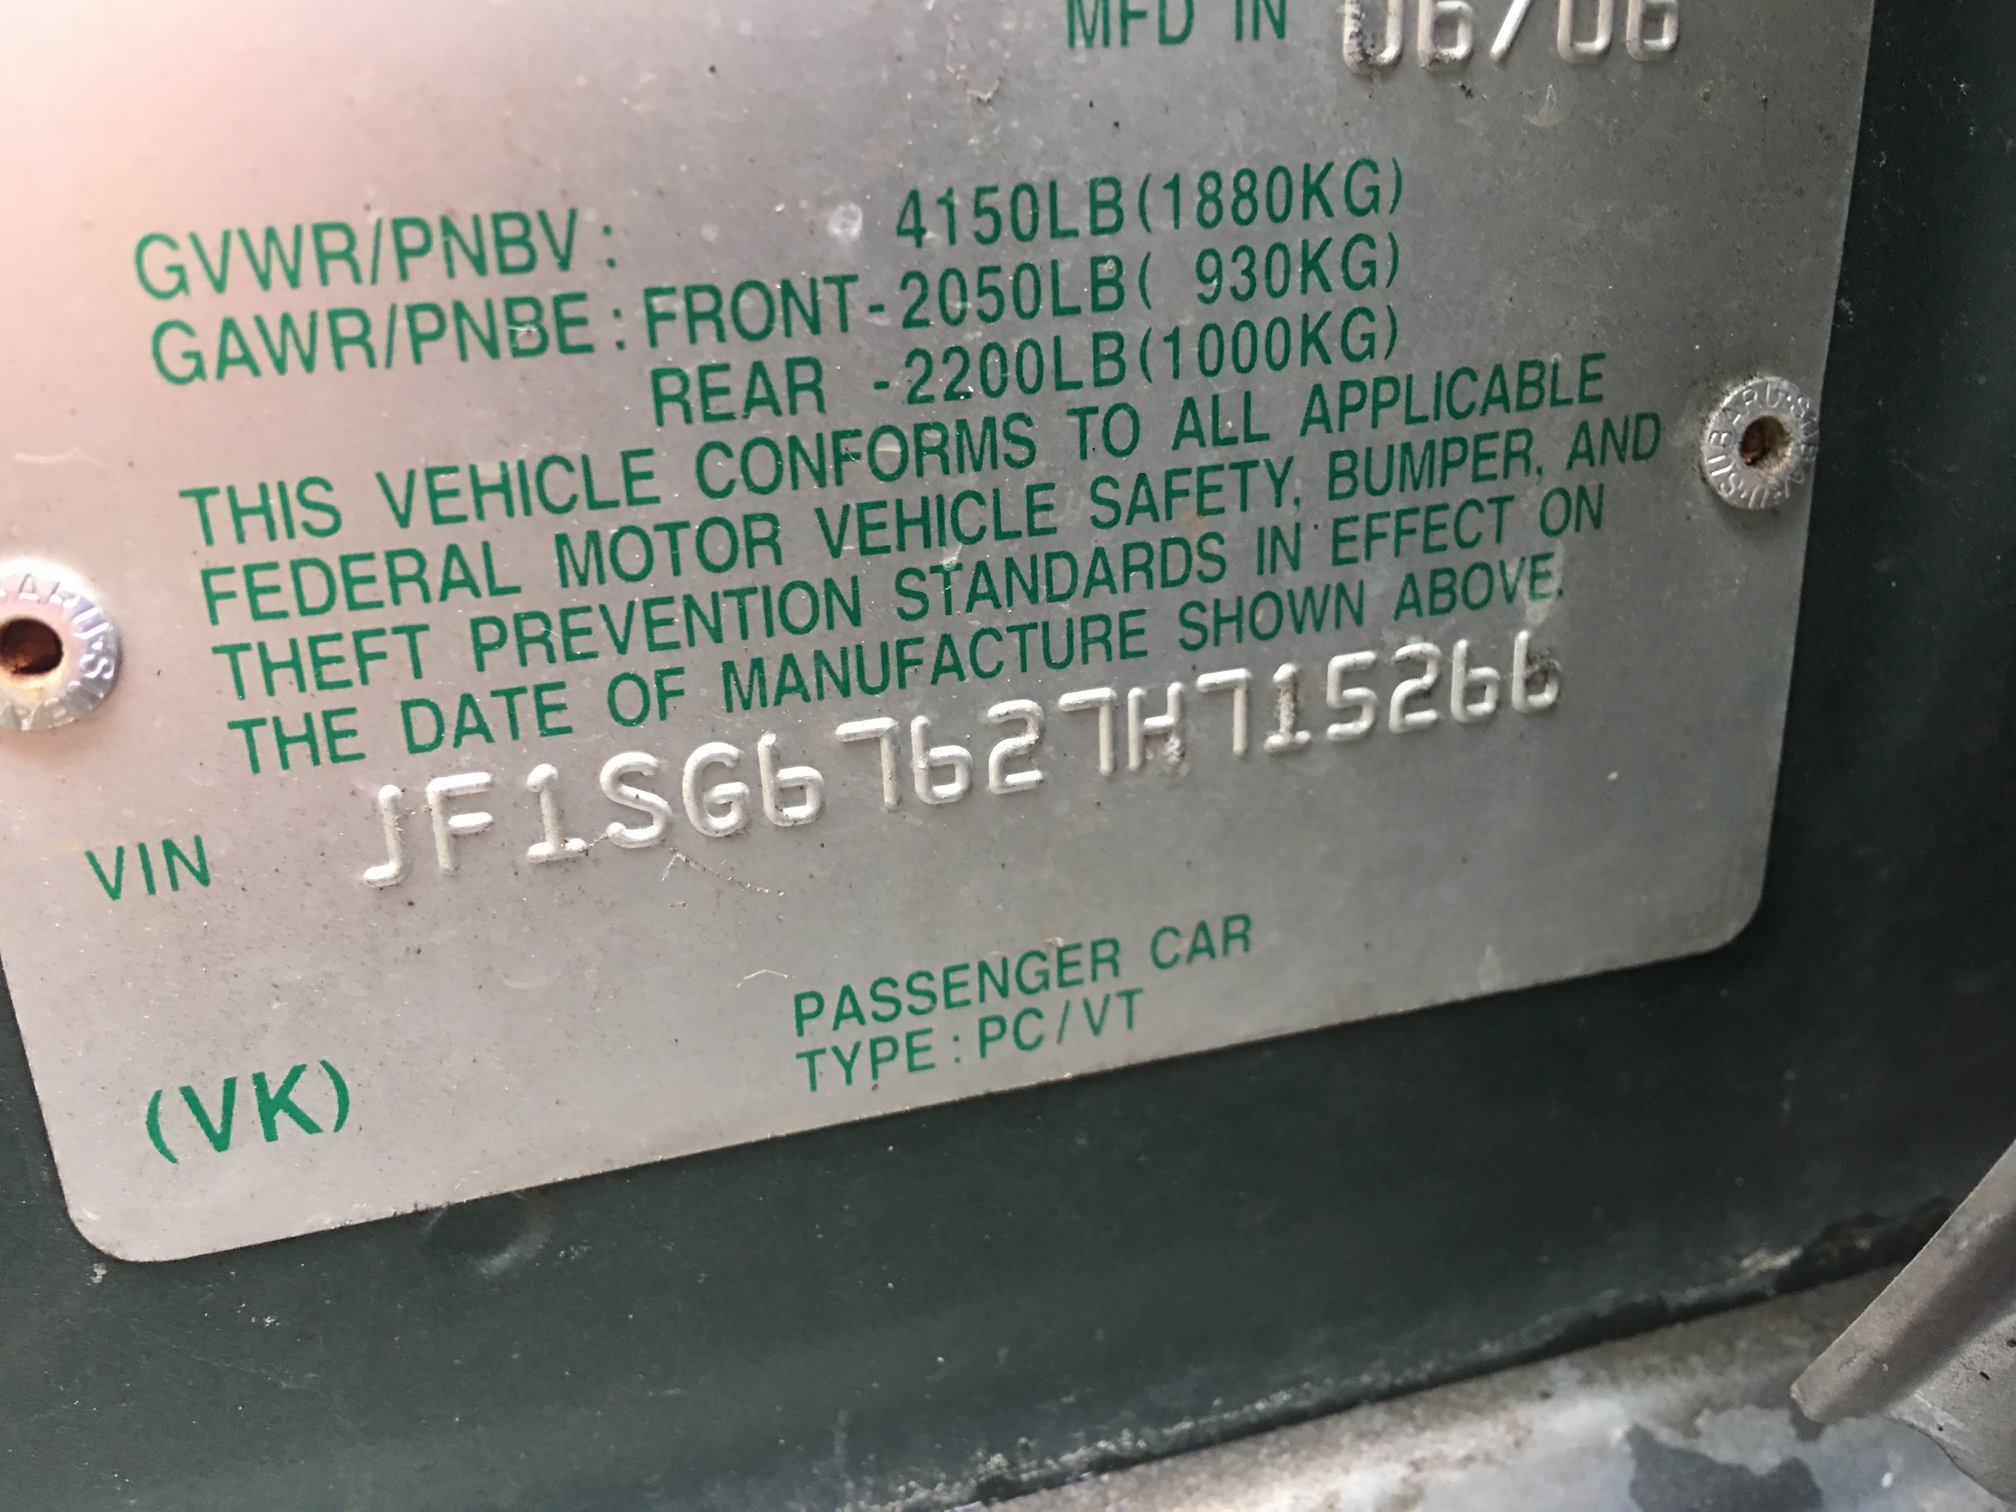 MFD IN 06/06
GVWR/PNBV: 4150LB(1880KG)
GAWR/PNBE: FRONT-2050LB( 930KG)
REAR -2200LB(1000KG)
THIS VEHICLE CONFORMS TO ALL APPLICABLE
FEDERAL MOTOR VEHICLE SAFETY, BUMPER, AND
THEFT PREVENTION STANDARDS IN EFFECT ON
THE DATE OF MANUFACTURE SHOWN ABOVE.
VIN JF1SG67627H715266
PASSENGER CAR
TYPE: PC/VT
(VK)
SUBARU